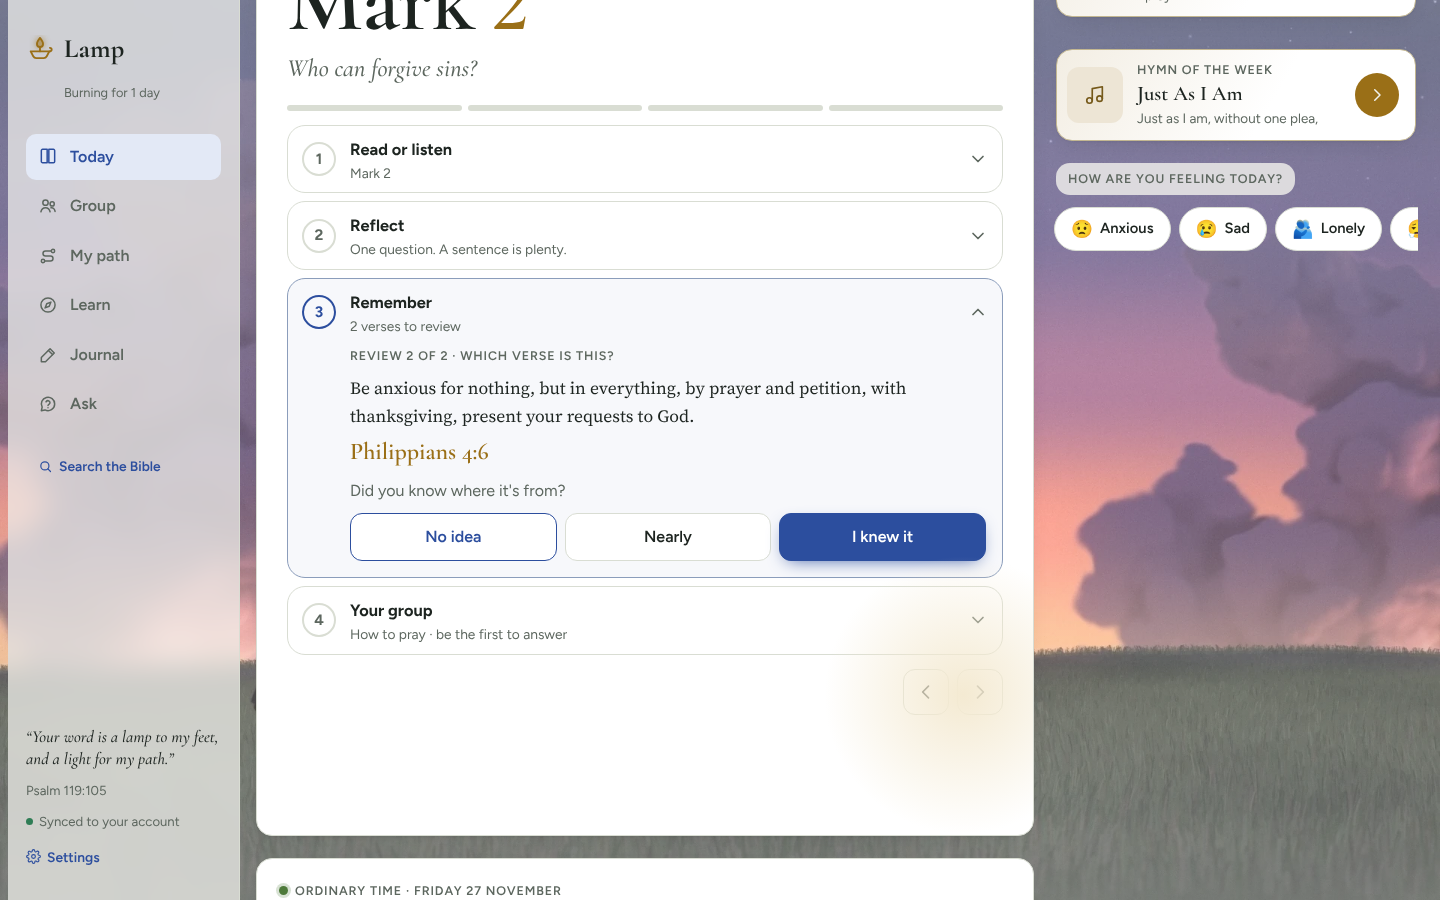 Lamp
Burning for 1 day
Today
Group
My path
Learn
Journal
Ask
Search the Bible
“Your word is a lamp to my feet,
and a light for my path.”
Psalm 119:105
Synced to your account
Settings
Mark 2
Who can forgive sins?
1
Read or listen
Mark 2
2
Reflect
One question. A sentence is plenty.
3
Remember
2 verses to review
REVIEW 2 OF 2 · WHICH VERSE IS THIS?
Be anxious for nothing, but in everything, by prayer and petition, with
thanksgiving, present your requests to God.
Philippians 4:6
Did you know where it's from?
No idea
Nearly
I knew it
4
Your group
How to pray · be the first to answer
ORDINARY TIME · FRIDAY 27 NOVEMBER
HYMN OF THE WEEK
Just As I Am
Just as I am, without one plea,
HOW ARE YOU FEELING TODAY?
Anxious
Sad
Lonely